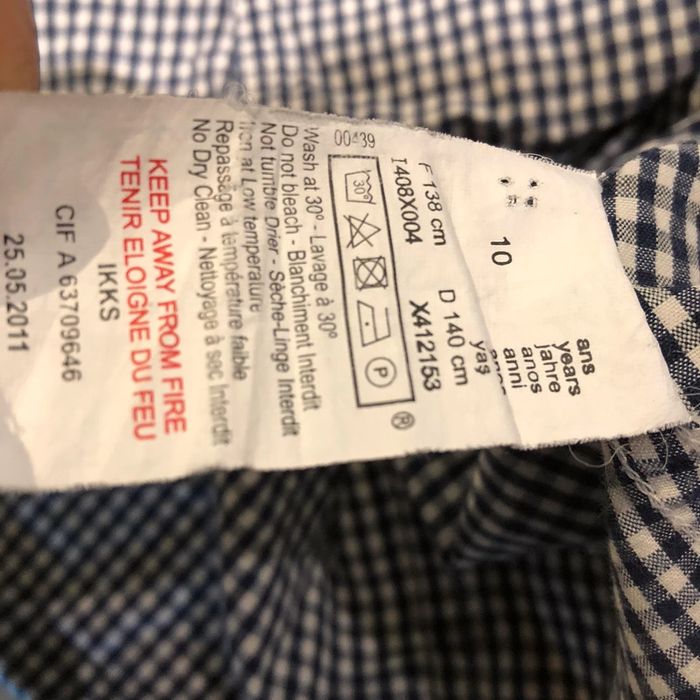 ans
years
jahre
anos
anni
10
yaş
F 138 cm D 140 cm
I408X004 X412153
00439
30°
P
®
Wash at 30° - Lavage à 30°
Do not bleach - Blanchiment Interdit
Not tumble Drier - Sèche-Linge Interdit
Iron at Low temperature
Repassage à température faible
No Dry Clean - Nettoyage à sec Interdit
KEEP AWAY FROM FIRE
TENIR ELOIGNE DU FEU
IKKS
CIF A 63709646
25.05.2011